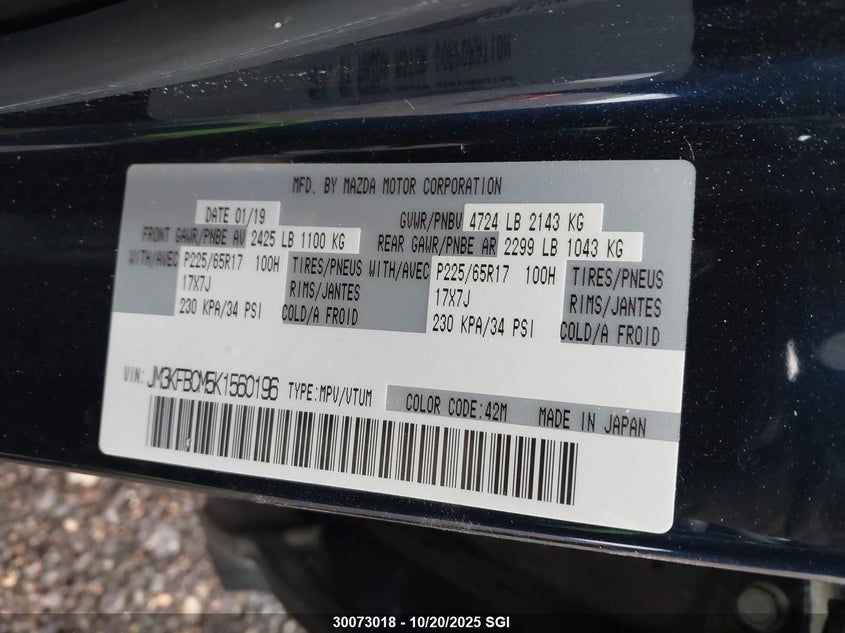 MFD. BY MAZDA MOTOR CORPORATION
DATE 01/19 GVWR/PNBV 4724 LB 2143 KG
FRONT GAWR/PNBE AV 2425 LB 1100 KG REAR GAWR/PNBE AR 2299 LB 1043 KG
WITH/AVEC P225/65R17 100H TIRES/PNEUS WITH/AVEC P225/65R17 100H TIRES/PNEUS
17X7J RIMS/JANTES 17X7J RIMS/JANTES
230 KPA/34 PSI COLD/A FROID 230 KPA/34 PSI COLD/A FROID
VIN: JM3KFBCM5K1560196 TYPE:MPV/VTUM COLOR CODE:42M MADE IN JAPAN
30073018 - 10/20/2025 SGI